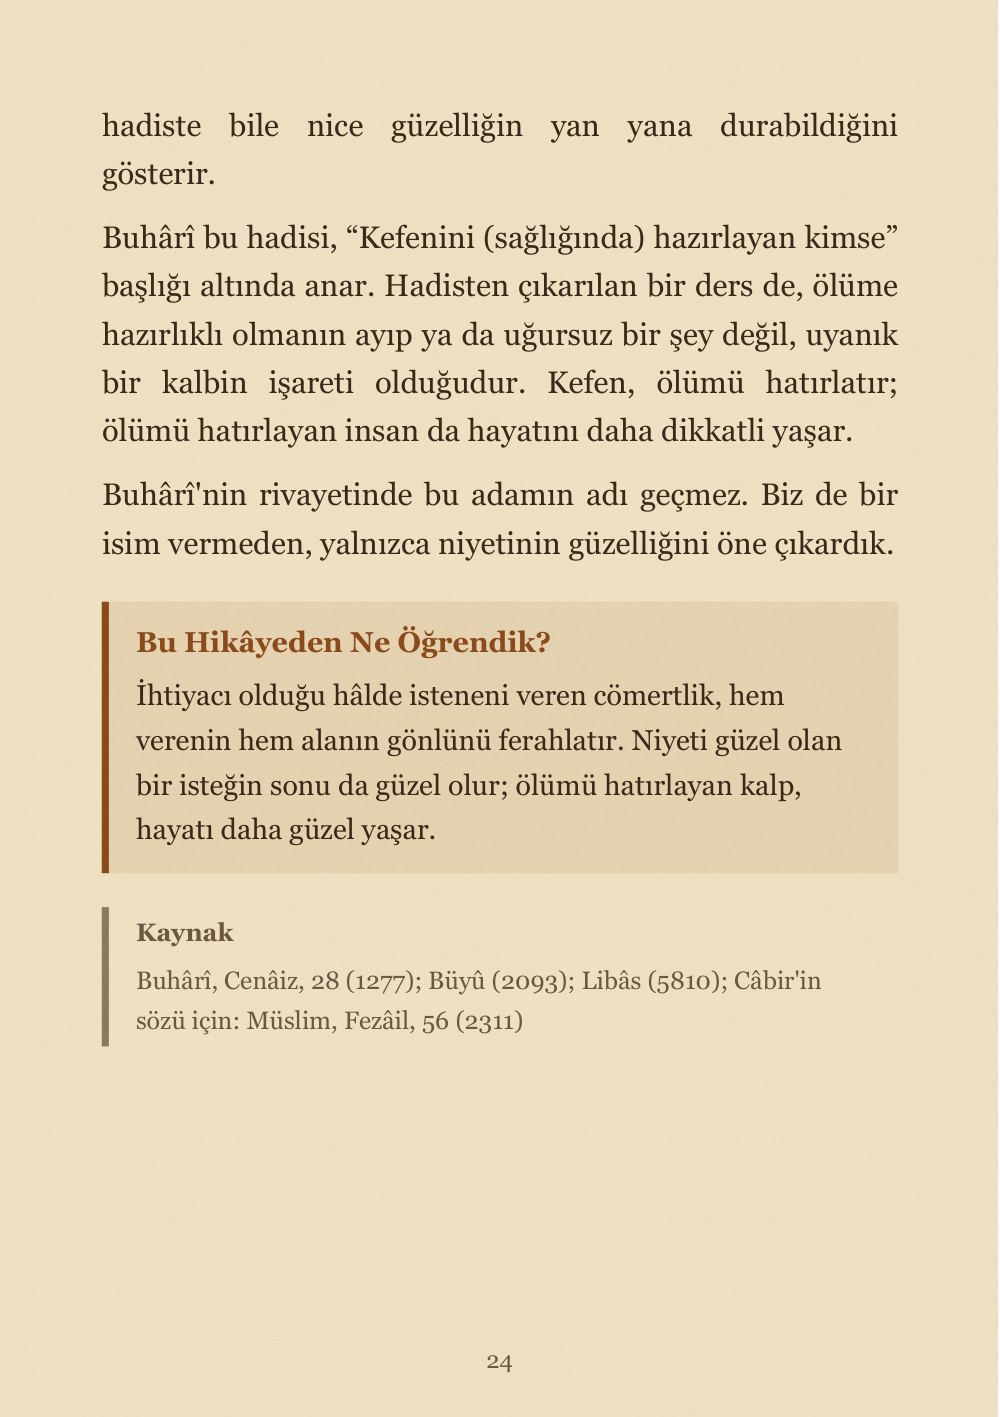 hadiste bile nice güzelliğin yan yana durabildiğini
gösterir.
Buhârî bu hadisi, “Kefenini (sağlığında) hazırlayan kimse”
başlığı altında anar. Hadisten çıkarılan bir ders de, ölüme
hazırlıklı olmanın ayıp ya da uğursuz bir şey değil, uyanık
bir kalbin işareti olduğudur. Kefen, ölümü hatırlatır;
ölümü hatırlayan insan da hayatını daha dikkatli yaşar.
Buhârî'nin rivayetinde bu adamın adı geçmez. Biz de bir
isim vermeden, yalnızca niyetinin güzelliğini öne çıkardık.
Bu Hikâyeden Ne Öğrendik?
İhtiyacı olduğu hâlde isteneni veren cömertlik, hem
verenin hem alanın gönlünü ferahlatır. Niyeti güzel olan
bir isteğin sonu da güzel olur; ölümü hatırlayan kalp,
hayatı daha güzel yaşar.
Kaynak
Buhârî, Cenâiz, 28 (1277); Büyû (2093); Libâs (5810); Câbir'in
sözü için: Müslim, Fezâil, 56 (2311)
24